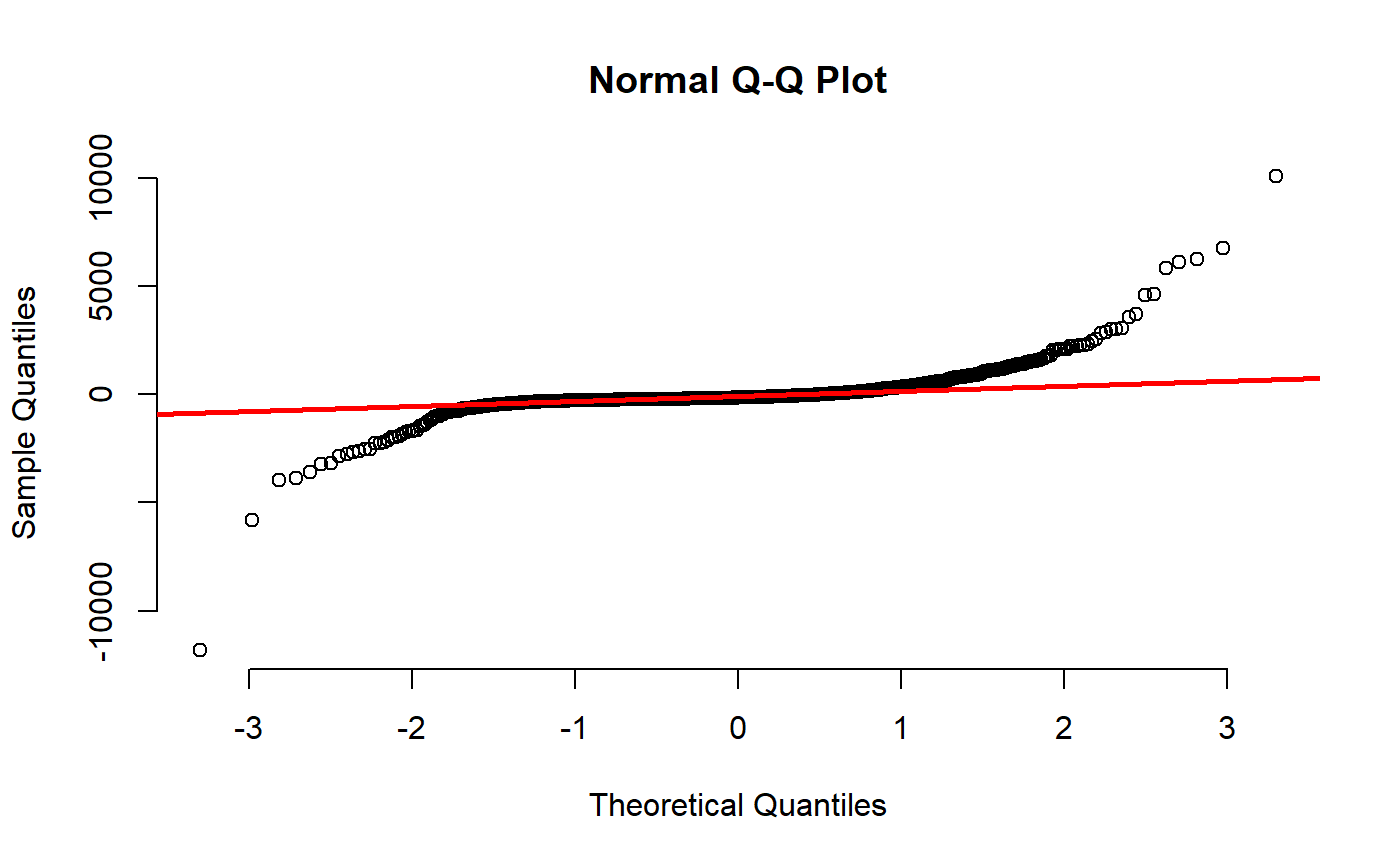 Normal Q-Q Plot
Sample Quantiles
10000
5000
0
-10000
-3 -2 -1 0 1 2 3
Theoretical Quantiles